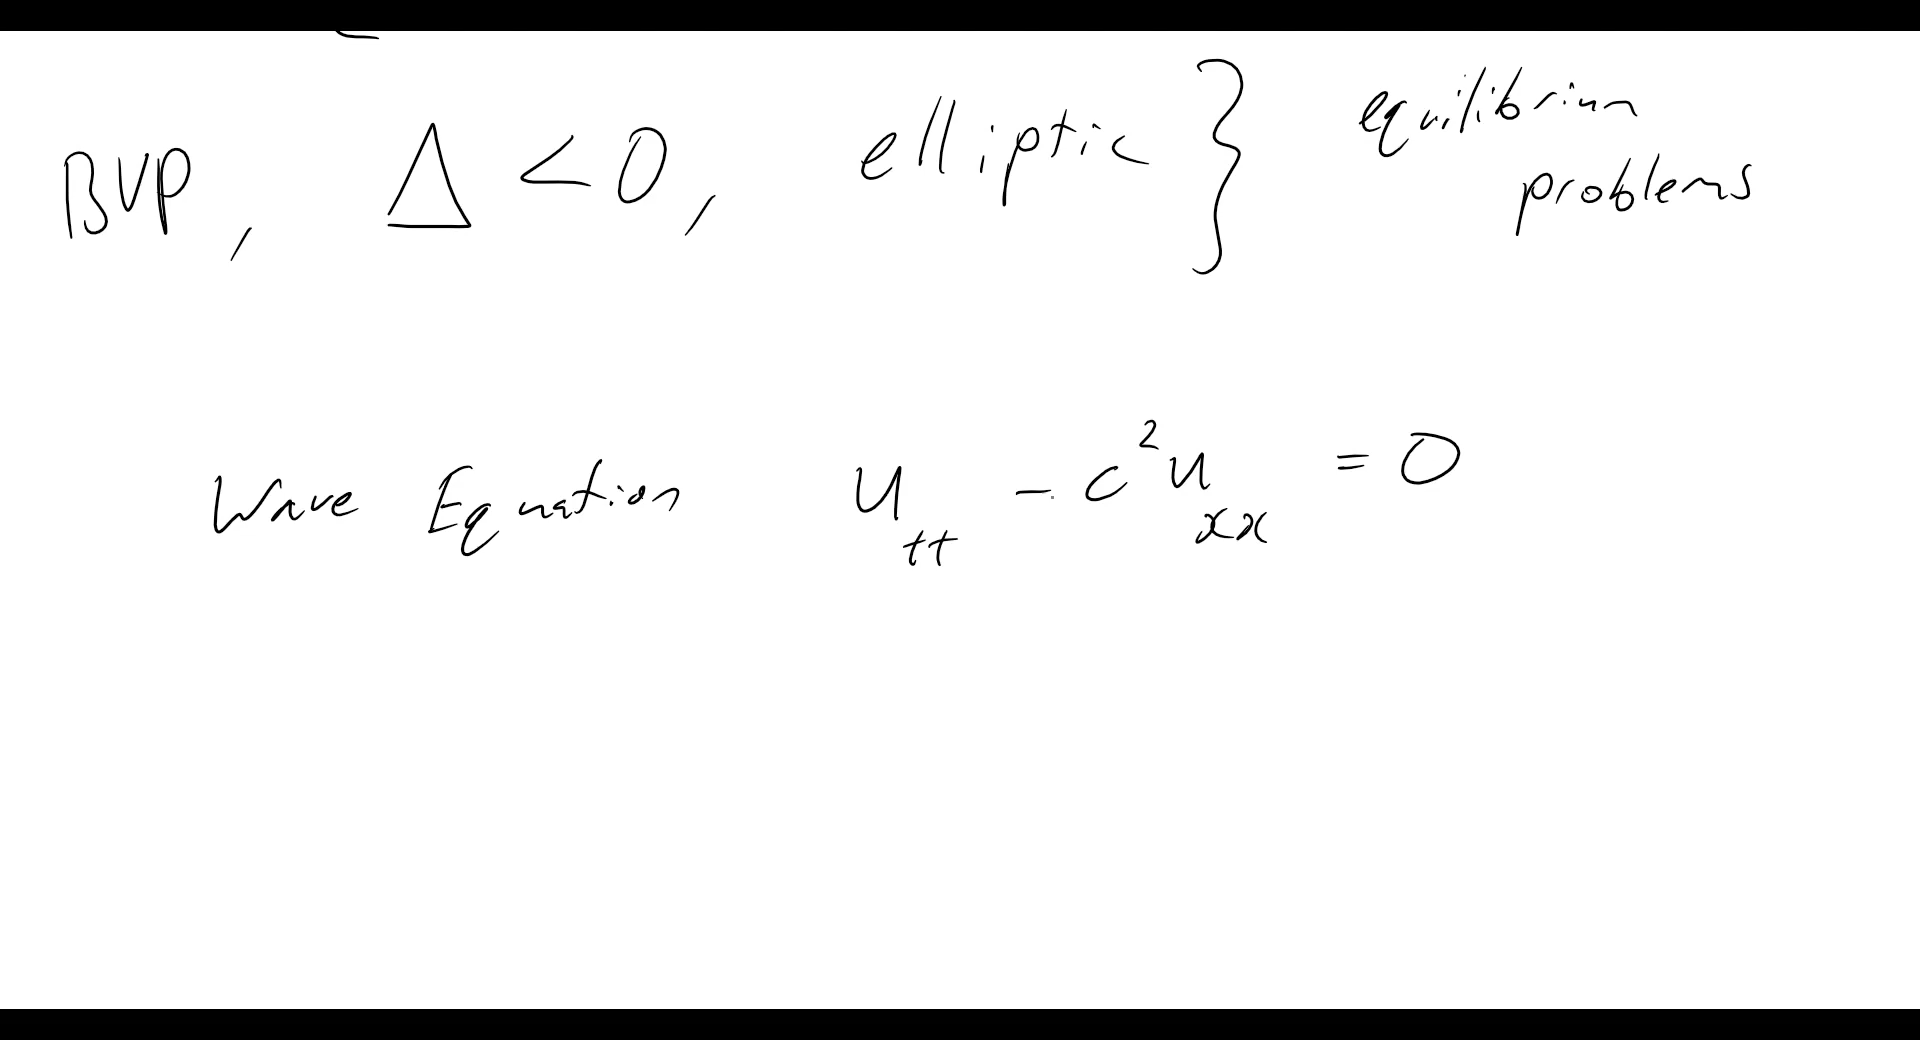 BVP, Δ < 0, elliptic } equilibrium
problems
Wave Equation u_tt - c²u_xx = 0